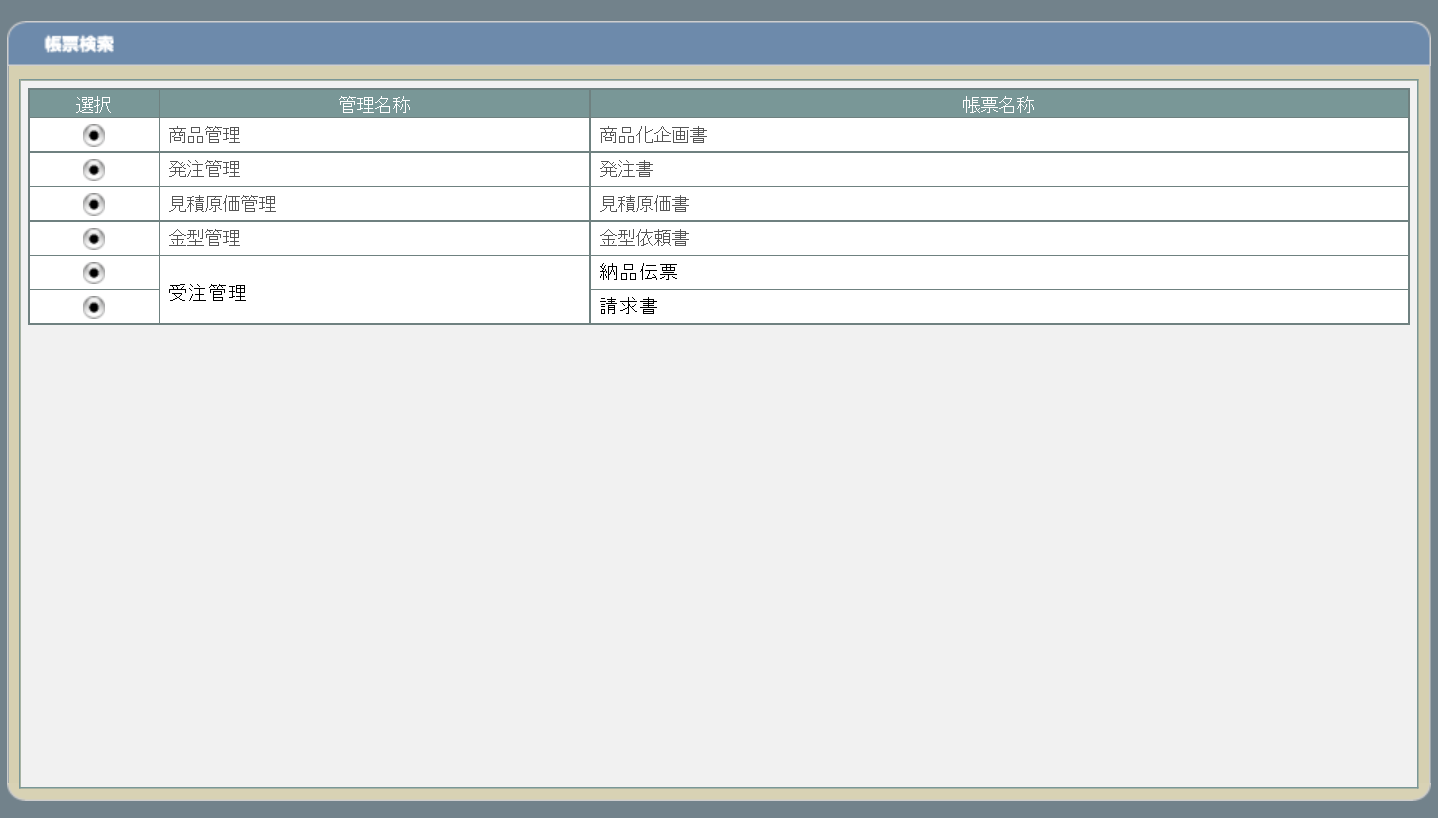 帳票検索
選択 管理名称 帳票名称
商品管理 商品化企画書
発注管理 発注書
見積原価管理 見積原価書
金型管理 金型依頼書
受注管理 納品伝票
請求書